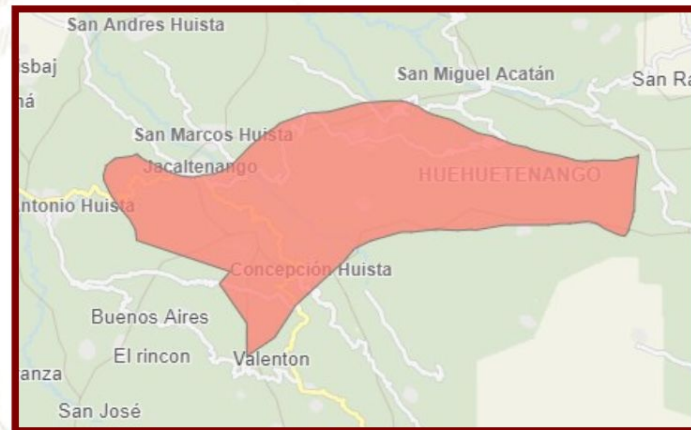 San Andres Huista
isbaj
ná
San Miguel Acatán
San Ra
San Marcos Huista
Jacaltenango
HUEHUETENANGO
ntonio Huista
Concepción Huista
Buenos Aires
El rincon
Valenton
anza
San José